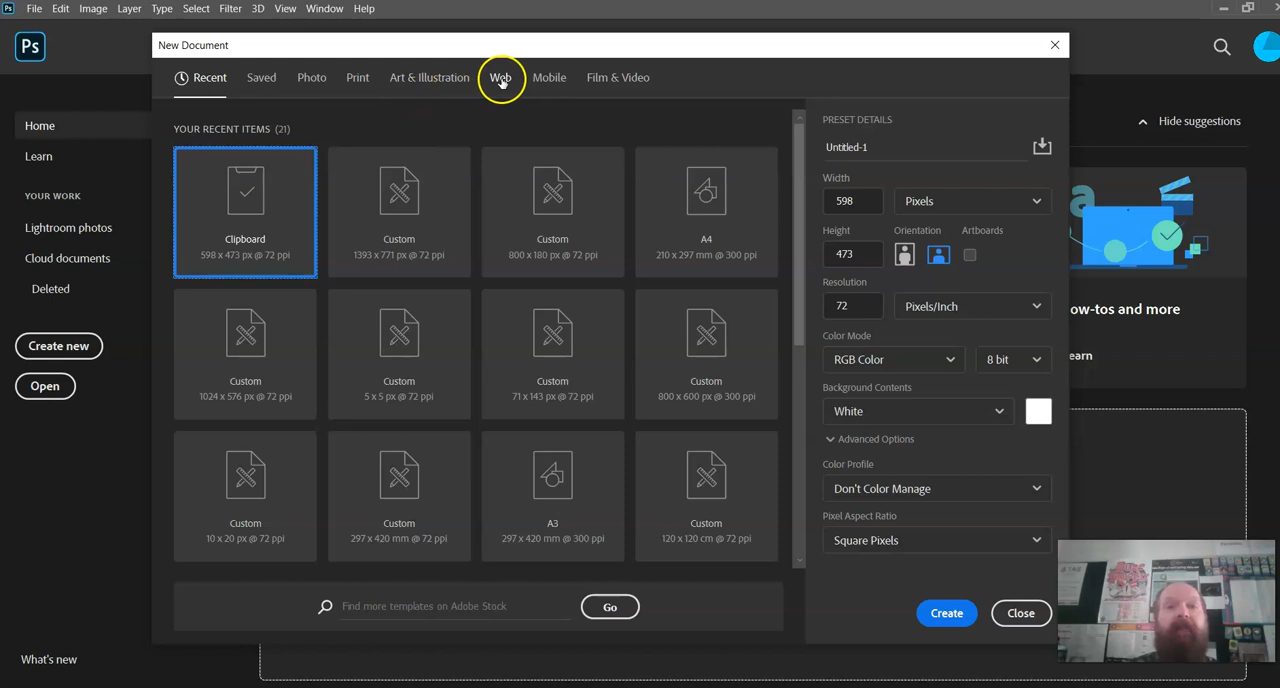 Ps File Edit Image Layer Type Select Filter 3D View Window Help
Ps
New Document
Recent Saved Photo Print Art & Illustration Web Mobile Film & Video
Home
Learn
YOUR WORK
Lightroom photos
Cloud documents
Deleted
Create new
Open
What's new
YOUR RECENT ITEMS (21)
Clipboard
598 x 473 px @ 72 ppi
Custom
1393 x 771 px @ 72 ppi
Custom
800 x 180 px @ 72 ppi
A4
210 x 297 mm @ 300 ppi
Custom
1024 x 576 px @ 72 ppi
Custom
5 x 5 px @ 72 ppi
Custom
71 x 143 px @ 72 ppi
Custom
800 x 600 px @ 300 ppi
Custom
10 x 20 px @ 72 ppi
Custom
297 x 420 mm @ 72 ppi
A3
297 x 420 mm @ 300 ppi
Custom
120 x 120 cm @ 72 ppi
Find more templates on Adobe Stock
Go
PRESET DETAILS
Untitled-1
Width
598 Pixels
Height Orientation Artboards
473
Resolution
72 Pixels/Inch
Color Mode
RGB Color 8 bit
Background Contents
White
Advanced Options
Color Profile
Don't Color Manage
Pixel Aspect Ratio
Square Pixels
Create Close
Hide suggestions
ow-tos and more
earn